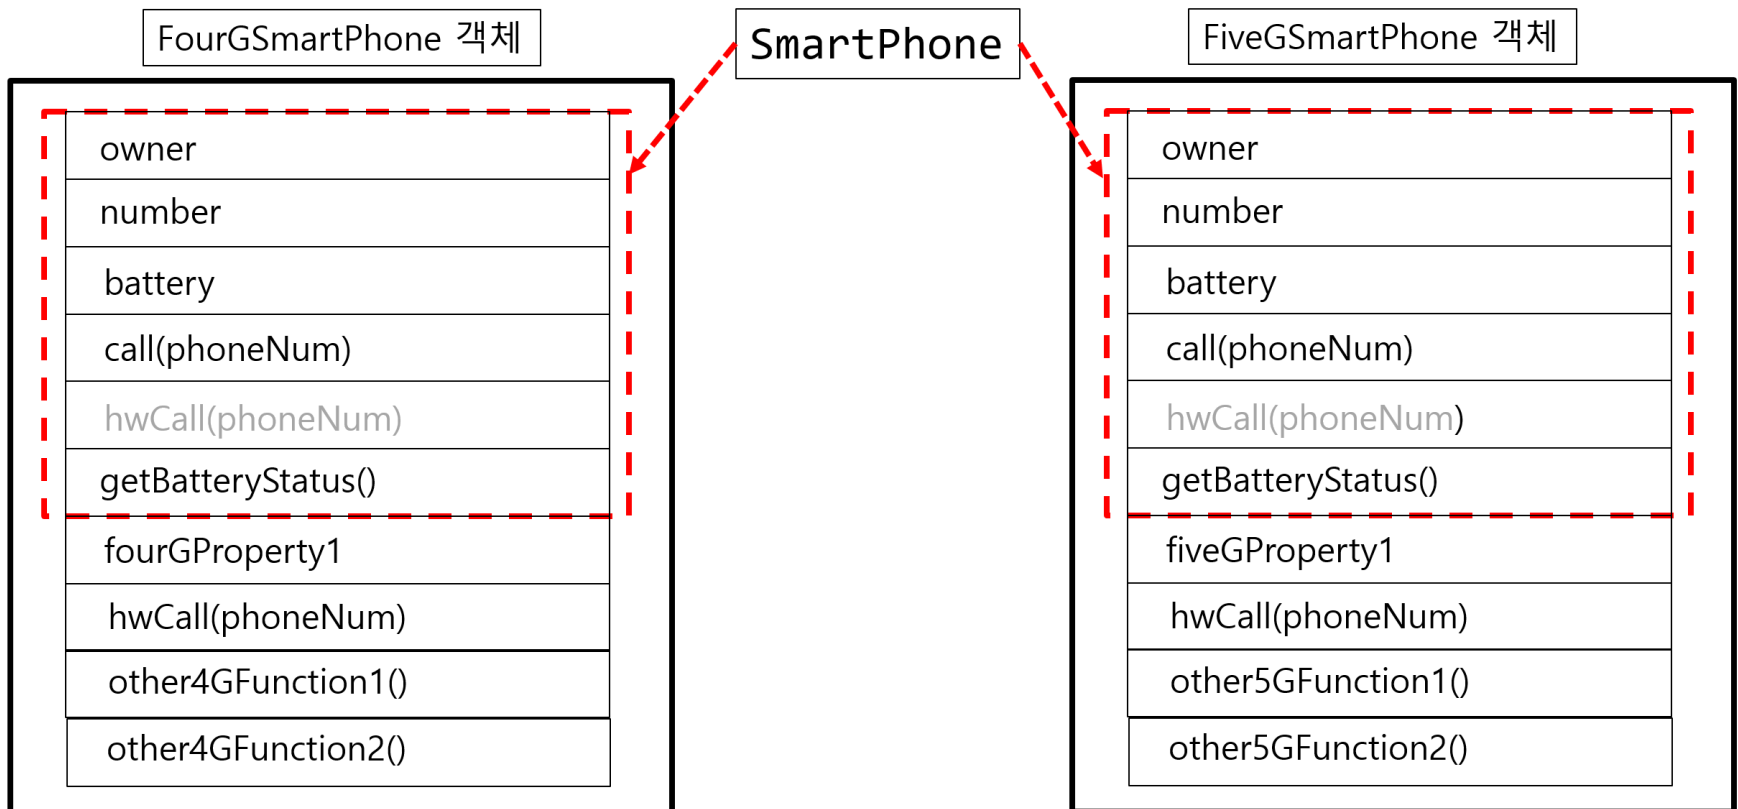 FourGSmartPhone 객체
SmartPhone
FiveGSmartPhone 객체
owner
number
battery
call(phoneNum)
hwCall(phoneNum)
getBatteryStatus()
fourGProperty1
hwCall(phoneNum)
other4GFunction1()
other4GFunction2()
owner
number
battery
call(phoneNum)
hwCall(phoneNum)
getBatteryStatus()
fiveGProperty1
hwCall(phoneNum)
other5GFunction1()
other5GFunction2()